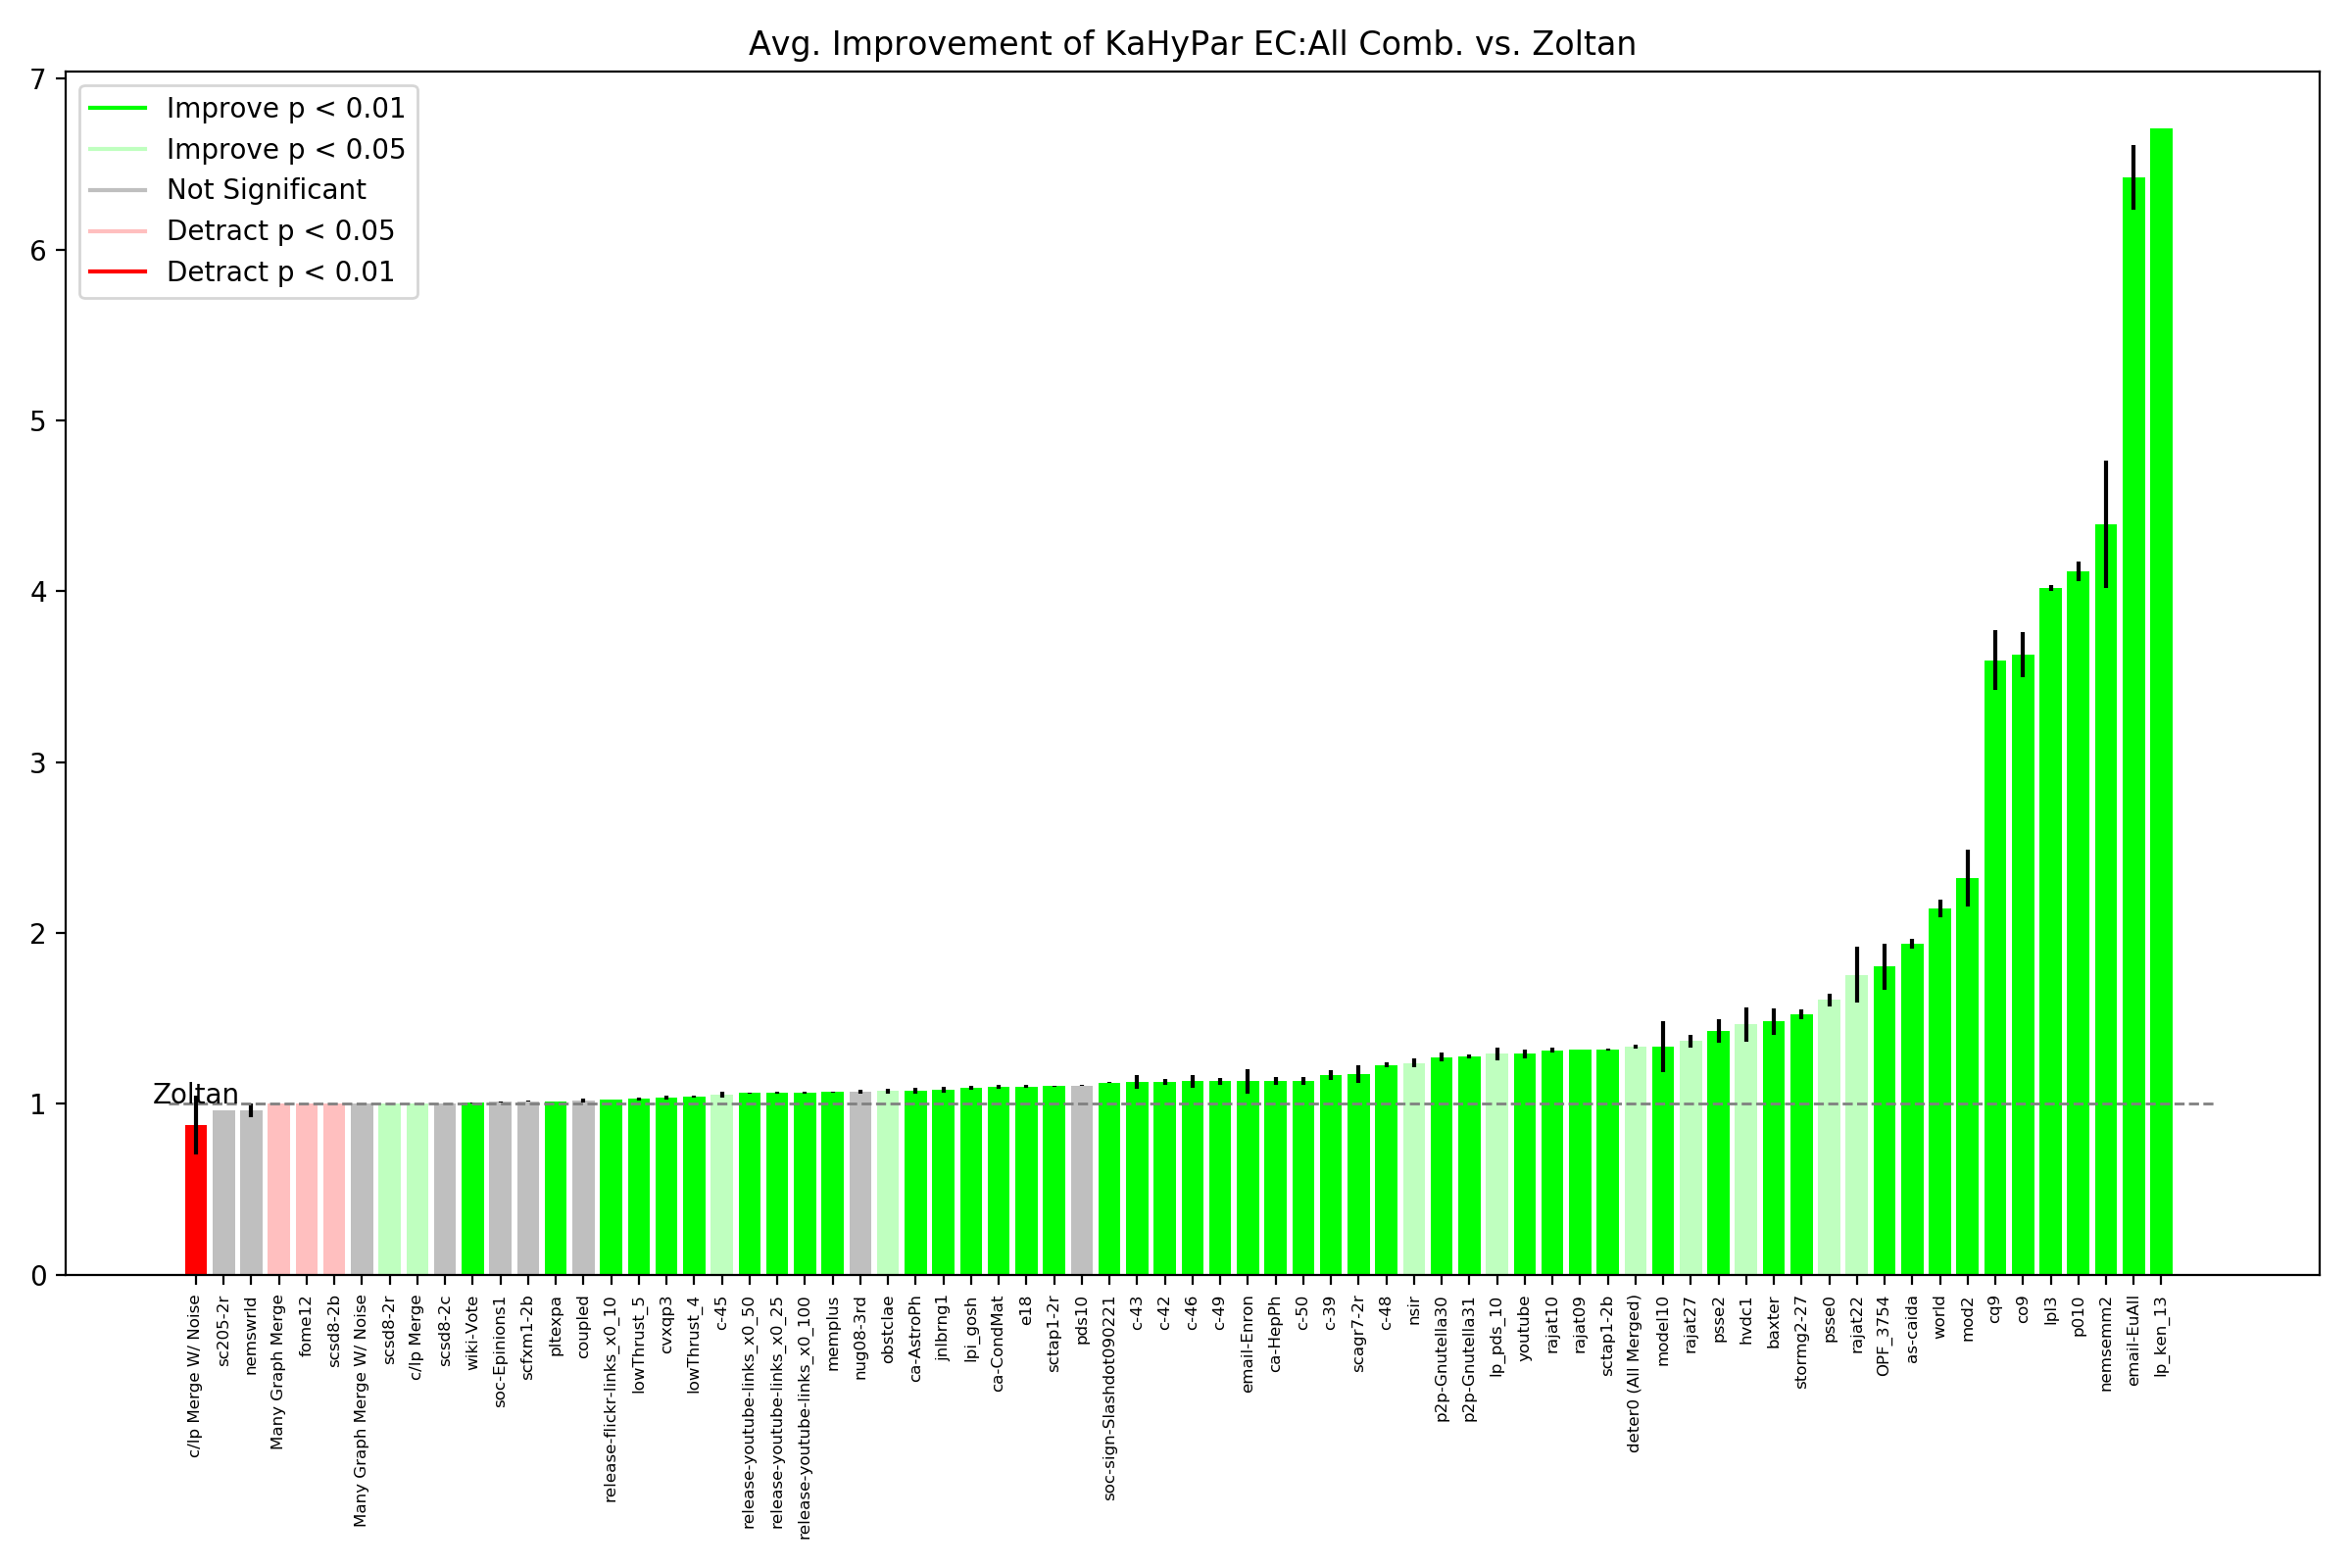 Avg. Improvement of KaHyPar EC:All Comb. vs. Zoltan
7
6
5
4
3
2
1
0
Improve p < 0.01
Improve p < 0.05
Not Significant
Detract p < 0.05
Detract p < 0.01
Zoltan
c/lp Merge W/ Noise
sc205-2r
nemswrld
Many Graph Merge
fome12
scsd8-2b
Many Graph Merge W/ Noise
scsd8-2r
c/lp Merge
scsd8-2c
wiki-Vote
soc-Epinions1
scfxm1-2b
pltexpa
coupled
release-flickr-links_x0_10
lowThrust_5
cvxqp3
lowThrust_4
c-45
release-youtube-links_x0_50
release-youtube-links_x0_25
release-youtube-links_x0_100
memplus
nug08-3rd
obstclae
ca-AstroPh
jnlbrng1
lpi_gosh
ca-CondMat
e18
sctap1-2r
pds10
soc-sign-Slashdot090221
c-43
c-42
c-46
c-49
email-Enron
ca-HepPh
c-50
c-39
scagr7-2r
c-48
nsir
p2p-Gnutella30
p2p-Gnutella31
lp_pds_10
youtube
rajat10
rajat09
sctap1-2b
deter0 (All Merged)
model10
rajat27
psse2
hvdc1
baxter
stormg2-27
psse0
rajat22
OPF_3754
as-caida
world
mod2
cq9
co9
lpl3
p010
nemsemm2
email-EuAll
lp_ken_13